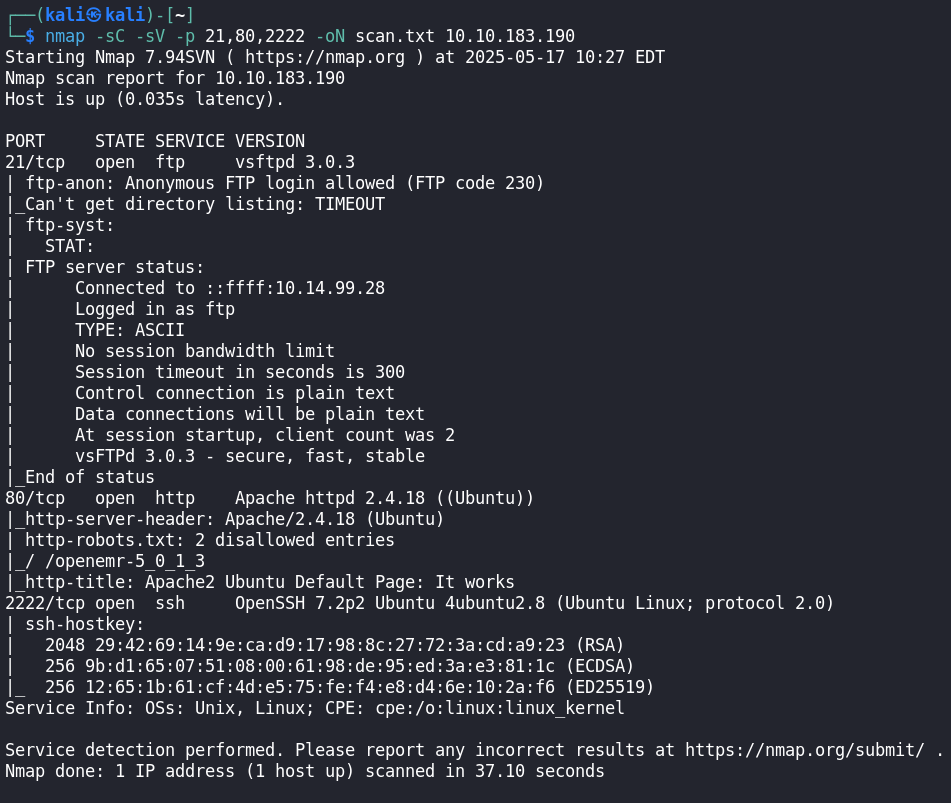 ┌──(kali㉿kali)-[~]
└─$ nmap -sC -sV -p 21,80,2222 -oN scan.txt 10.10.183.190
Starting Nmap 7.94SVN ( https://nmap.org ) at 2025-05-17 10:27 EDT
Nmap scan report for 10.10.183.190
Host is up (0.035s latency).

PORT     STATE SERVICE VERSION
21/tcp   open  ftp     vsftpd 3.0.3
| ftp-anon: Anonymous FTP login allowed (FTP code 230)
|_Can't get directory listing: TIMEOUT
| ftp-syst:
|   STAT:
| FTP server status:
|      Connected to ::ffff:10.14.99.28
|      Logged in as ftp
|      TYPE: ASCII
|      No session bandwidth limit
|      Session timeout in seconds is 300
|      Control connection is plain text
|      Data connections will be plain text
|      At session startup, client count was 2
|      vsFTPd 3.0.3 - secure, fast, stable
|_End of status
80/tcp   open  http    Apache httpd 2.4.18 ((Ubuntu))
|_http-server-header: Apache/2.4.18 (Ubuntu)
| http-robots.txt: 2 disallowed entries
|_/ /openemr-5_0_1_3
|_http-title: Apache2 Ubuntu Default Page: It works
2222/tcp open  ssh     OpenSSH 7.2p2 Ubuntu 4ubuntu2.8 (Ubuntu Linux; protocol 2.0)
| ssh-hostkey:
|   2048 29:42:69:14:9e:ca:d9:17:98:8c:27:72:3a:cd:a9:23 (RSA)
|   256 9b:d1:65:07:51:08:00:61:98:de:95:ed:3a:e3:81:1c (ECDSA)
|_  256 12:65:1b:61:cf:4d:e5:75:fe:f4:e8:d4:6e:10:2a:f6 (ED25519)
Service Info: OSs: Unix, Linux; CPE: cpe:/o:linux:linux_kernel

Service detection performed. Please report any incorrect results at https://nmap.org/submit/ .
Nmap done: 1 IP address (1 host up) scanned in 37.10 seconds